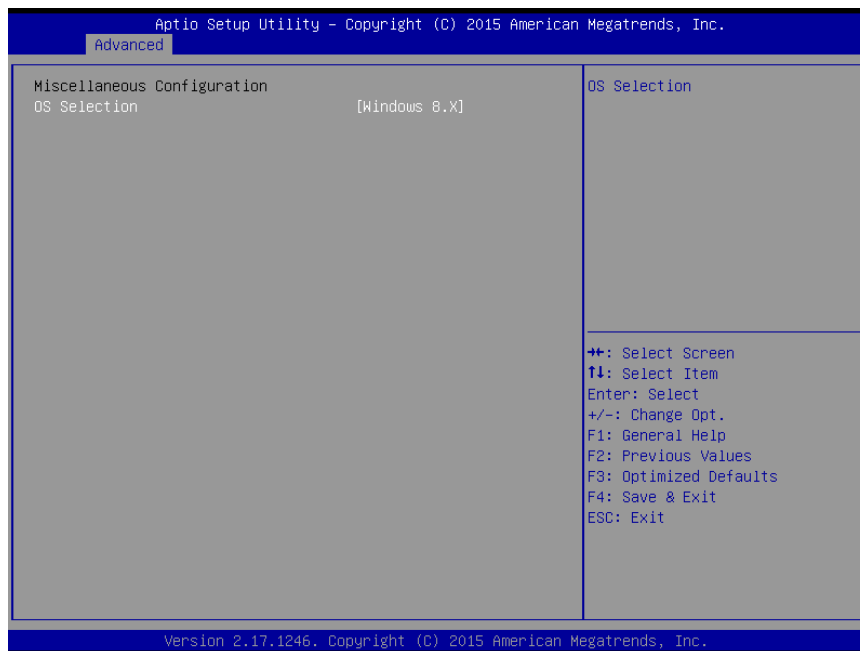 Aptio Setup Utility – Copyright (C) 2015 American Megatrends, Inc.
Advanced
Miscellaneous Configuration
OS Selection [Windows 8.X]
OS Selection
→←: Select Screen
↑↓: Select Item
Enter: Select
+/-: Change Opt.
F1: General Help
F2: Previous Values
F3: Optimized Defaults
F4: Save & Exit
ESC: Exit
Version 2.17.1246. Copyright (C) 2015 American Megatrends, Inc.